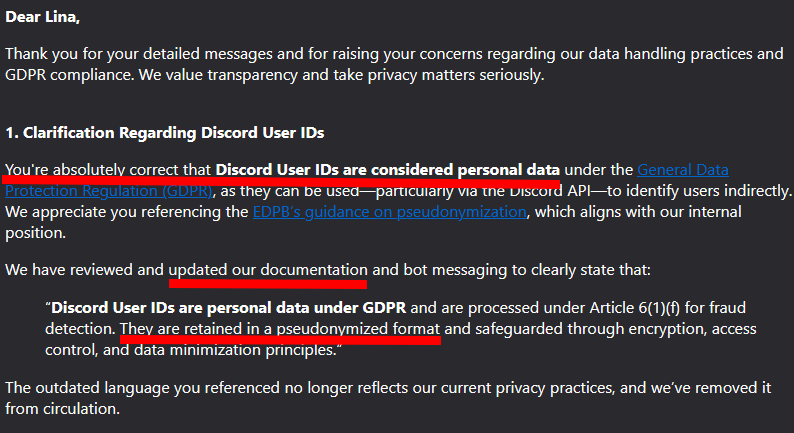 Dear Lina,
Thank you for your detailed messages and for raising your concerns regarding our data handling practices and
GDPR compliance. We value transparency and take privacy matters seriously.
1. Clarification Regarding Discord User IDs
You're absolutely correct that Discord User IDs are considered personal data under the General Data
Protection Regulation (GDPR), as they can be used—particularly via the Discord API—to identify users indirectly.
We appreciate you referencing the EDPB's guidance on pseudonymization, which aligns with our internal
position.
We have reviewed and updated our documentation and bot messaging to clearly state that:
“Discord User IDs are personal data under GDPR and are processed under Article 6(1)(f) for fraud
detection. They are retained in a pseudonymized format and safeguarded through encryption, access
control, and data minimization principles.“
The outdated language you referenced no longer reflects our current privacy practices, and we've removed it
from circulation.